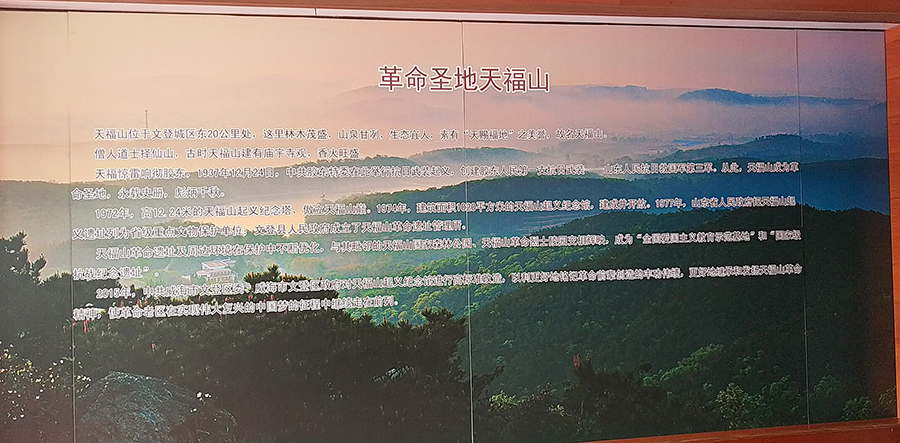 革命圣地天福山
天福山位于文登城区东20公里处，这里林木茂盛，山泉甘冽，生态宜人，素有“天赐福地”之美誉，故名天福山。
僧人道士择仙山，古时天福山建有庙宇寺观，香火旺盛。
天福惊雷响彻胶东。1937年12月24日，中共胶东特委在此举行抗日武装起义，创建胶东人民第一支抗日武装——山东人民抗日救国军第三军。从此，天福山成为革
命圣地，永载史册，彪炳千秋。
1972年，高12.24米的天福山起义纪念塔，傲立天福山巅。1974年，建筑面积1020平方米的天福山起义纪念馆，建成并开放。1977年，山东省人民政府把天福山起
义遗址列为省级重点文物保护单位，文登县人民政府成立了天福山革命遗址管理所。
天福山革命遗址及周边环境在保护中不断优化，与其毗邻的天福山国家森林公园、天福山革命烈士陵园交相辉映，成为“全国爱国主义教育示范基地”和“国家级
抗战纪念遗址”。
2015年，中共威海市文登区委、威海市文登区政府对天福山起义纪念馆进行高标准改造，以利更好地铭记革命前辈创造的丰功伟绩，更好地传承和发扬天福山革命
精神，使革命老区在实现伟大复兴的中国梦的征程中继续走在前列。